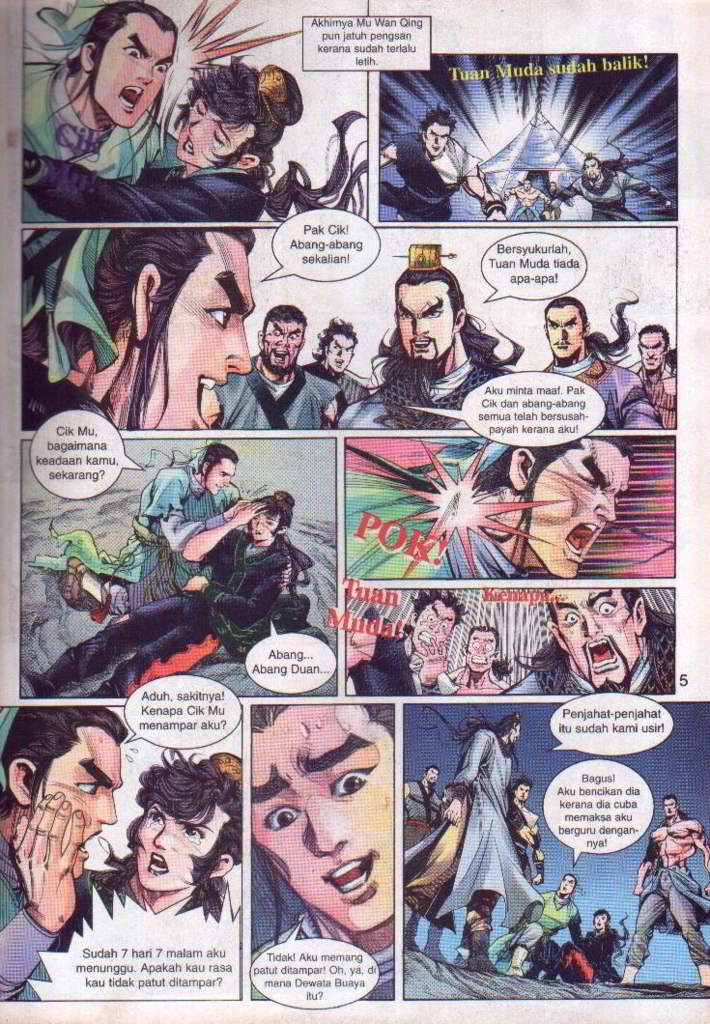 Akhirnya Mu Wan Qing
pun jatuh pengsan
kerana sudah terlalu
letih.
Cik
Tuan Muda sudah balik!
Pak Cik!
Abang-abang
sekalian!
Bersyukurlah,
Tuan Muda tiada
apa-apa!
Aku minta maaf. Pak
Cik dan abang-abang
semua telah bersusah-
payah kerana aku!
Cik Mu,
bagaimana
keadaan kamu,
sekarang?
Abang...
Abang Duan...
POK!
Tuan
Muda!
Kenapa...
5
Aduh, sakitnya!
Kenapa Cik Mu
menampar aku?
Sudah 7 hari 7 malam aku
menunggu. Apakah kau rasa
kau tidak patut ditampar?
Tidak! Aku memang
patut ditampar! Oh, ya, di
mana Dewata Buaya
itu?
Penjahat-penjahat
itu sudah kami usir!
Bagus!
Aku bencikan dia
kerana dia cuba
memaksa aku
berguru dengan-
nya!